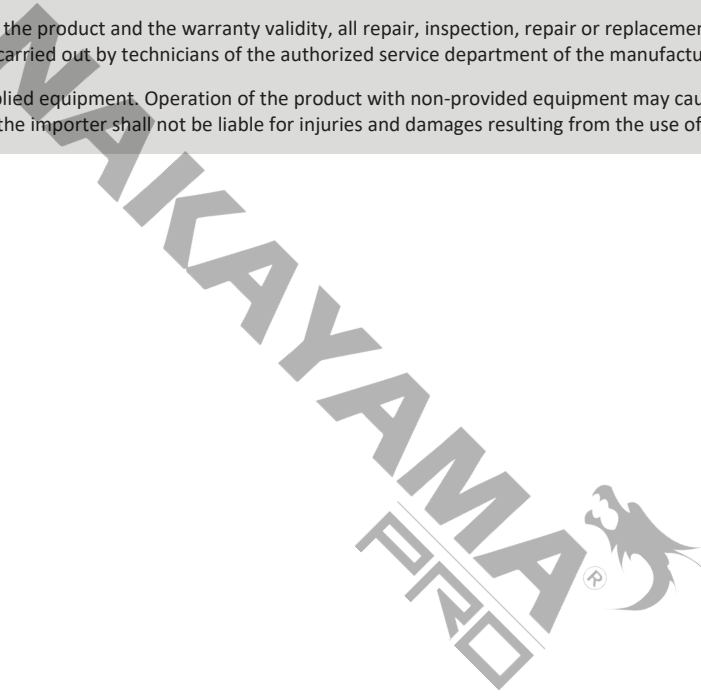 the product and the warranty validity, all repair, inspection, repair or replacemen
carried out by technicians of the authorized service department of the manufactu
plied equipment. Operation of the product with non-provided equipment may cau
the importer shall not be liable for injuries and damages resulting from the use of
NAKAYAMA
PRO
®